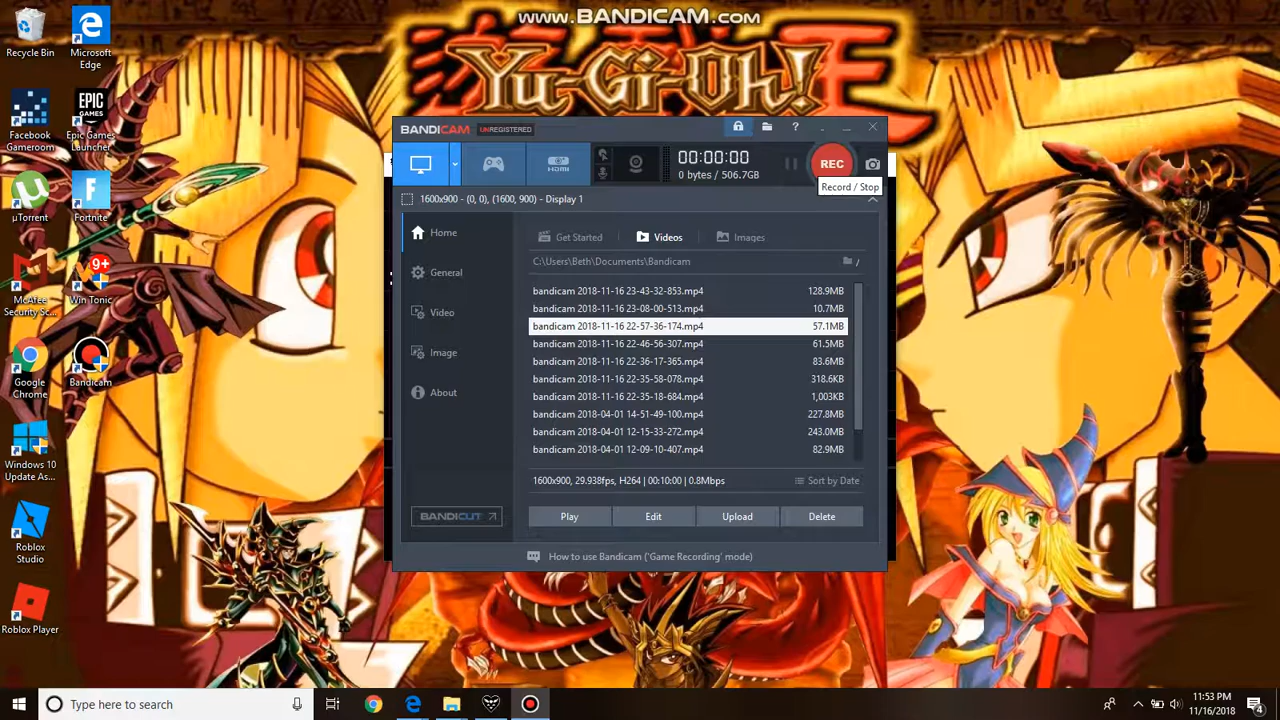 www.BANDICAM.com
遊☆戯☆王
Yu-Gi-Oh!
Recycle Bin
Microsoft
Edge
Facebook
Gameroom
EPIC
GAMES
Epic Games
Launcher
µTorrent
Fortnite
McAfee
Security Sc...
9+
Win Tonic
Google
Chrome
Bandicam
Windows 10
Update As...
Roblox
Studio
Roblox Player
BANDICAM UNREGISTERED
?
HDMI
00:00:00
0 bytes / 506.7GB
REC
Record / Stop
1600x900 - (0, 0), (1600, 900) - Display 1
Home
General
Video
Image
About
BANDICUT
Get Started
Videos
Images
C:\Users\Beth\Documents\Bandicam
/
bandicam 2018-11-16 23-43-32-853.mp4 128.9MB
bandicam 2018-11-16 23-08-00-513.mp4 10.7MB
bandicam 2018-11-16 22-57-36-174.mp4 57.1MB
bandicam 2018-11-16 22-46-56-307.mp4 61.5MB
bandicam 2018-11-16 22-36-17-365.mp4 83.6MB
bandicam 2018-11-16 22-35-58-078.mp4 318.6KB
bandicam 2018-11-16 22-35-18-684.mp4 1,003KB
bandicam 2018-04-01 14-51-49-100.mp4 227.8MB
bandicam 2018-04-01 12-15-33-272.mp4 243.0MB
bandicam 2018-04-01 12-09-10-407.mp4 82.9MB
1600x900, 29.938fps, H264 | 00:10:00 | 0.8Mbps
Sort by Date
Play
Edit
Upload
Delete
How to use Bandicam ('Game Recording' mode)
Type here to search
11:53 PM
11/16/2018
4